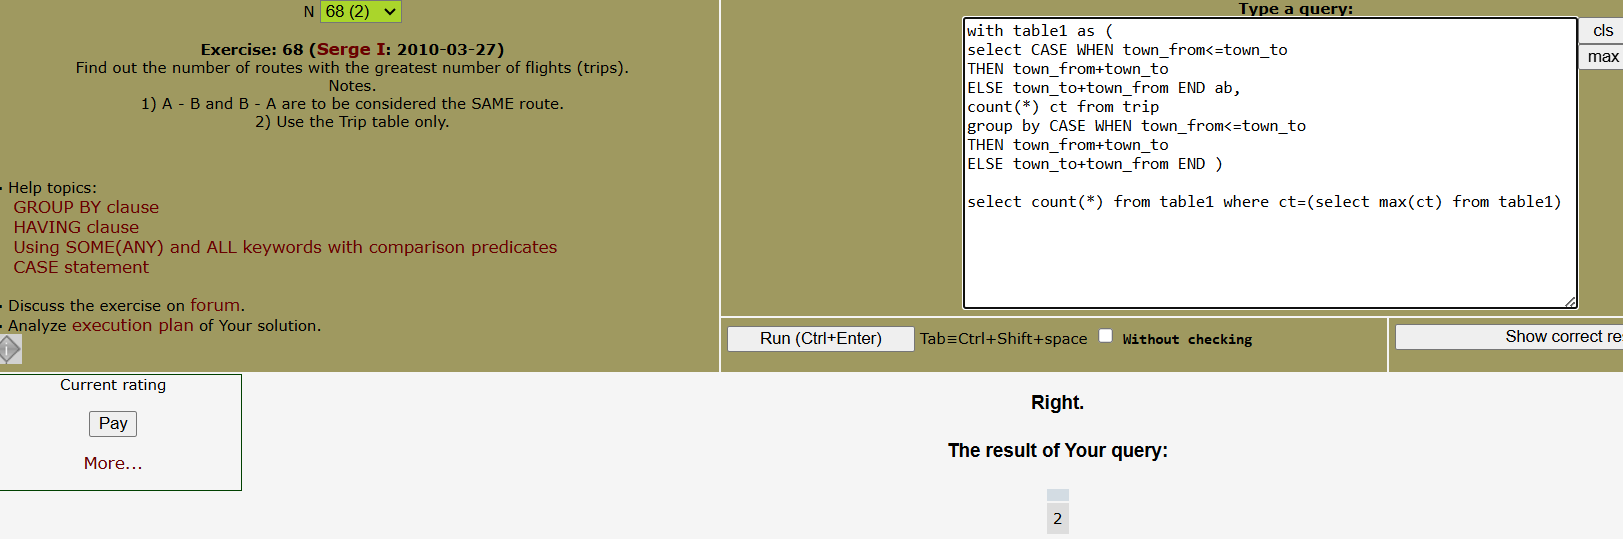 N 68 (2)
Exercise: 68 (Serge I: 2010-03-27)
Find out the number of routes with the greatest number of flights (trips).
Notes.
1) A - B and B - A are to be considered the SAME route.
2) Use the Trip table only.
· Help topics:
GROUP BY clause
HAVING clause
Using SOME(ANY) and ALL keywords with comparison predicates
CASE statement
· Discuss the exercise on forum.
· Analyze execution plan of Your solution.
Type a query:
with table1 as (
select CASE WHEN town_from<=town_to
THEN town_from+town_to
ELSE town_to+town_from END ab,
count(*) ct from trip
group by CASE WHEN town_from<=town_to
THEN town_from+town_to
ELSE town_to+town_from END )
select count(*) from table1 where ct=(select max(ct) from table1)
cls
max
Run (Ctrl+Enter) Tab≡Ctrl+Shift+space Without checking
Show correct re
Current rating
Pay
More...
Right.
The result of Your query:
2